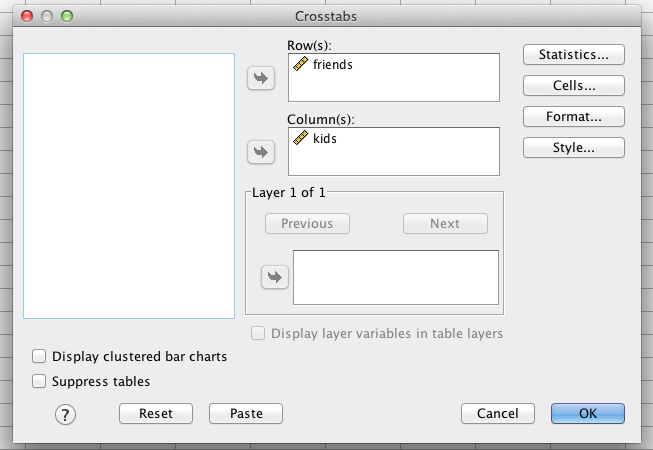 Crosstabs
Row(s):
friends
Column(s):
kids
Statistics...
Cells...
Format...
Style...
Layer 1 of 1
Previous
Next
Display layer variables in table layers
Display clustered bar charts
Suppress tables
?
Reset
Paste
Cancel
OK